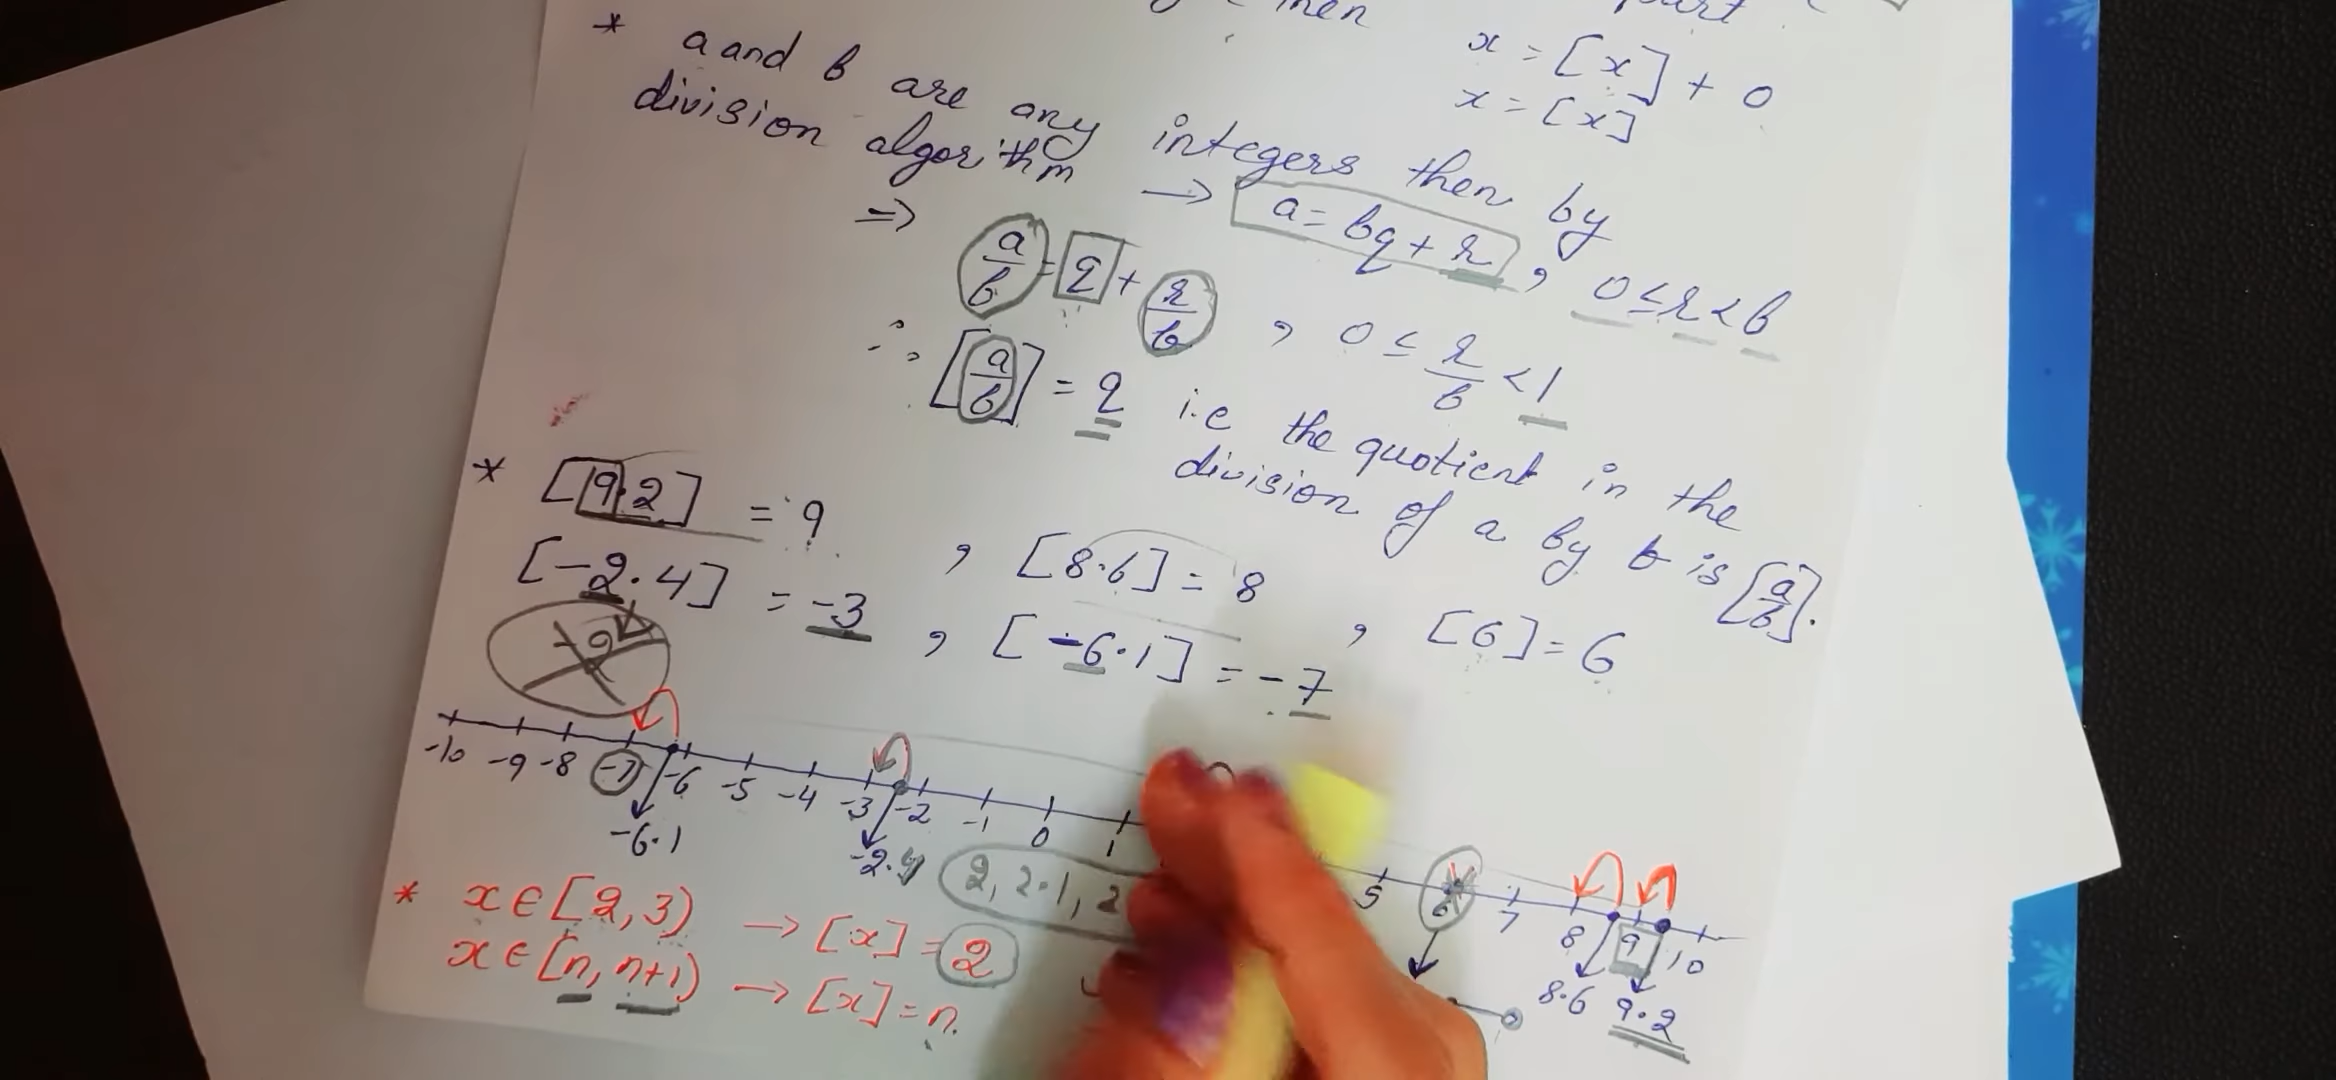 then
part
x = [x] + 0
x = [x]
* a and b are any integers then by
division algorithm → a = bq + r , 0 ≤ r < b
⇒ a/b = q + r/b , 0 ≤ r/b < 1
∴ [a/b] = q i.e the quotient in the
division of a by b is [a/b].
* [9.2] = 9 , [8.6] = 8 , [6] = 6
[-2.4] = -3 , [-6.1] = -7
-10 -9 -8 -7 -6 -5 -4 -3 -2 -1 0 1 5 6 7 8 9 10
-6.1 -2.4 8.6 9.2
2, 2.1, 2
* x ∈ [2, 3) → [x] = 2
x ∈ [n, n+1) → [x] = n.